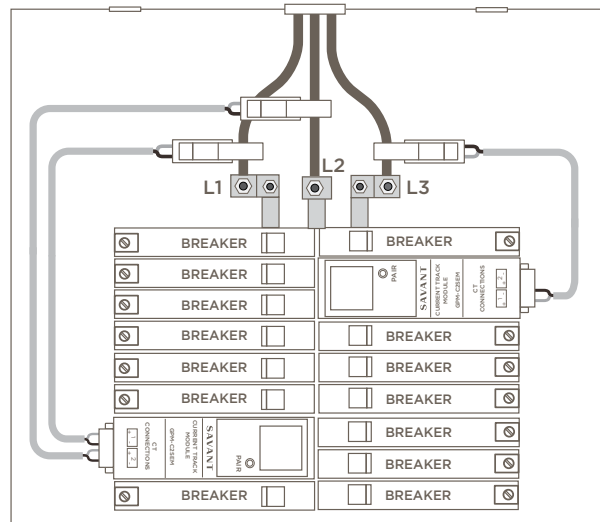 L1
L2
L3
BREAKER
BREAKER
BREAKER
PAIR
SAVANT
CURRENT TRACK
MODULE
GPM-C2SEM
CT
CONNECTIONS
1
2
BREAKER
BREAKER
BREAKER
BREAKER
BREAKER
BREAKER
BREAKER
BREAKER
1
2
CT
CONNECTIONS
GPM-C2SEM
CURRENT TRACK
MODULE
SAVANT
PAIR
BREAKER
BREAKER
BREAKER
BREAKER